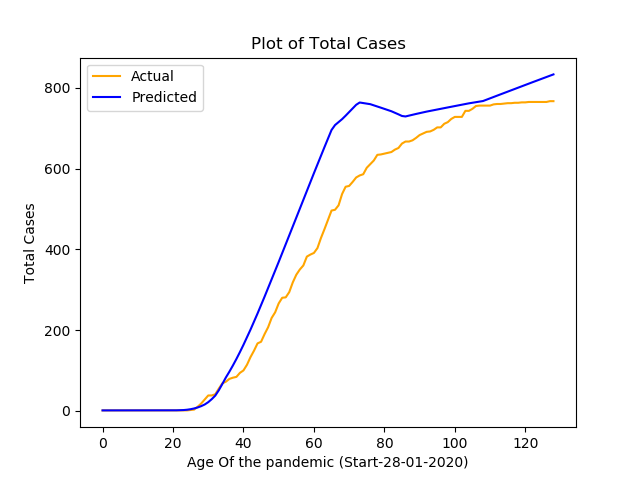 Plot of Total Cases
Actual
Predicted
800
600
400
200
0
Total Cases
0 20 40 60 80 100 120
Age Of the pandemic (Start-28-01-2020)